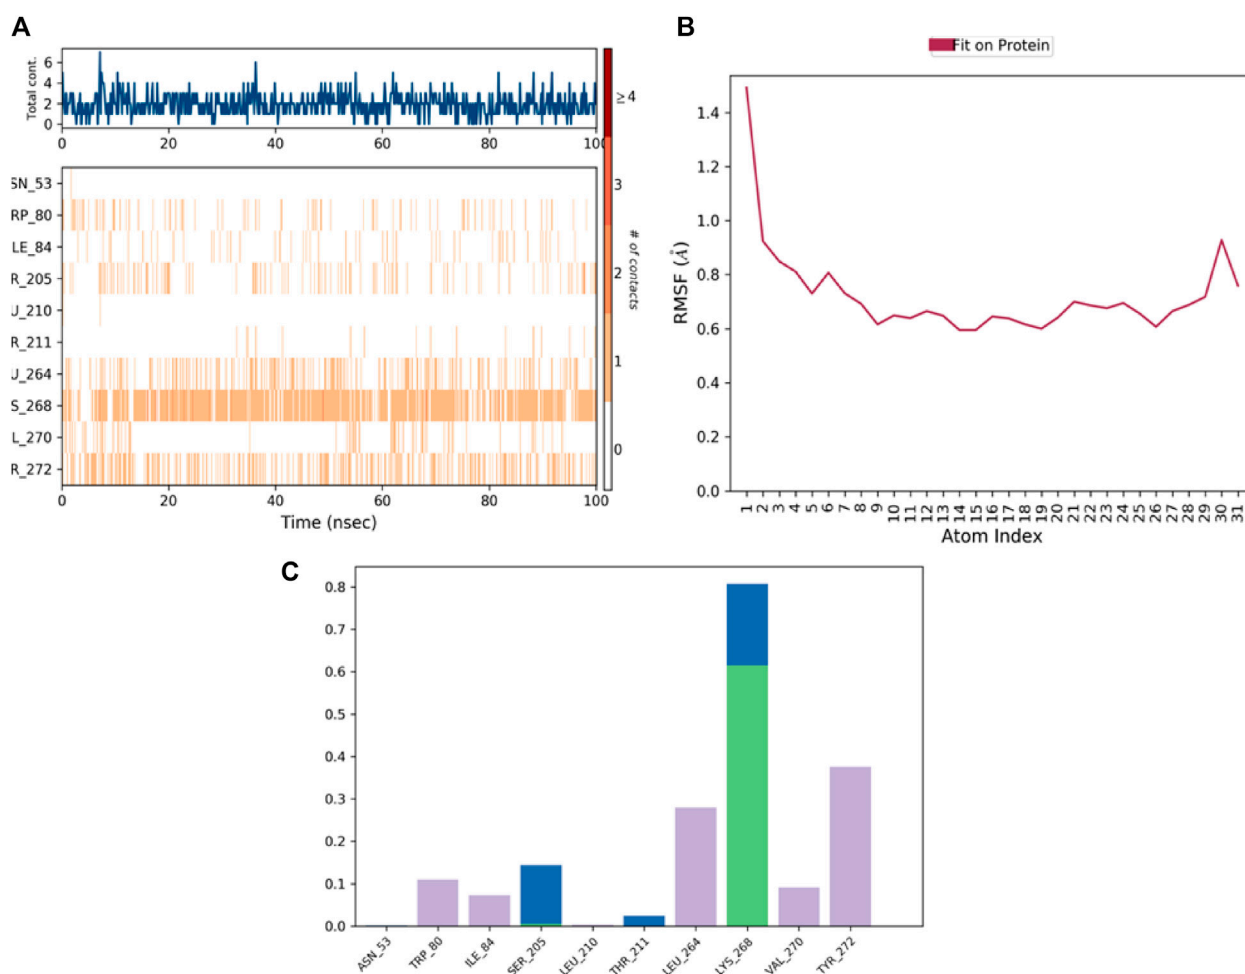 A
Total cont.
6
4
2
0
0 20 40 60 80 100
SN_53
RP_80
LE_84
R_205
U_210
R_211
U_264
S_268
L_270
R_272
0 20 40 60 80 100
Time (nsec)
≥4
3
2
1
0
# of contacts
B
Fit on Protein
RMSF (Å)
1.4
1.2
1.0
0.8
0.6
0.4
0.2
0.0
1 2 3 4 5 6 7 8 9 10 11 12 13 14 15 16 17 18 19 20 21 22 23 24 25 26 27 28 29 30 31
Atom Index
C
0.8
0.7
0.6
0.5
0.4
0.3
0.2
0.1
0.0
ASN_53 TRP_80 ILE_84 SER_205 LEU_210 THR_211 LEU_264 LYS_268 VAL_270 TYR_272